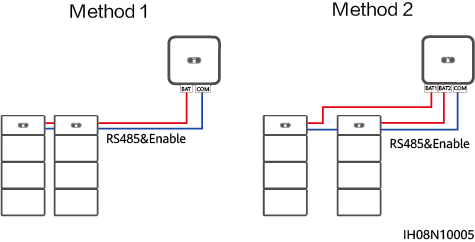 Method 1
Method 2
BAT COM
BAT1 BAT2 COM
RS485&Enable
RS485&Enable
IH08N10005